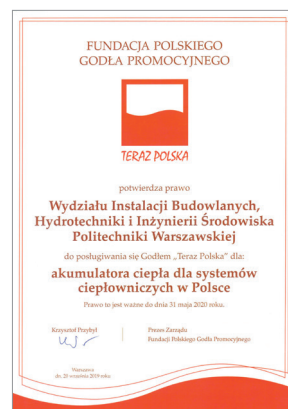 FUNDACJA POLSKIEGO
GODŁA PROMOCYJNEGO
TERAZ POLSKA
potwierdza prawo
Wydziału Instalacji Budowlanych,
Hydrotechniki i Inżynierii Środowiska
Politechniki Warszawskiej
do posługiwania się Godłem „Teraz Polska” dla:
akumulatora ciepła dla systemów
ciepłowniczych w Polsce
Prawo to jest ważne do dnia 31 maja 2020 roku.
Krzysztof Przybył
Prezes Zarządu
Fundacji Polskiego Godła Promocyjnego
Warszawa
dn. 20 września 2019 roku